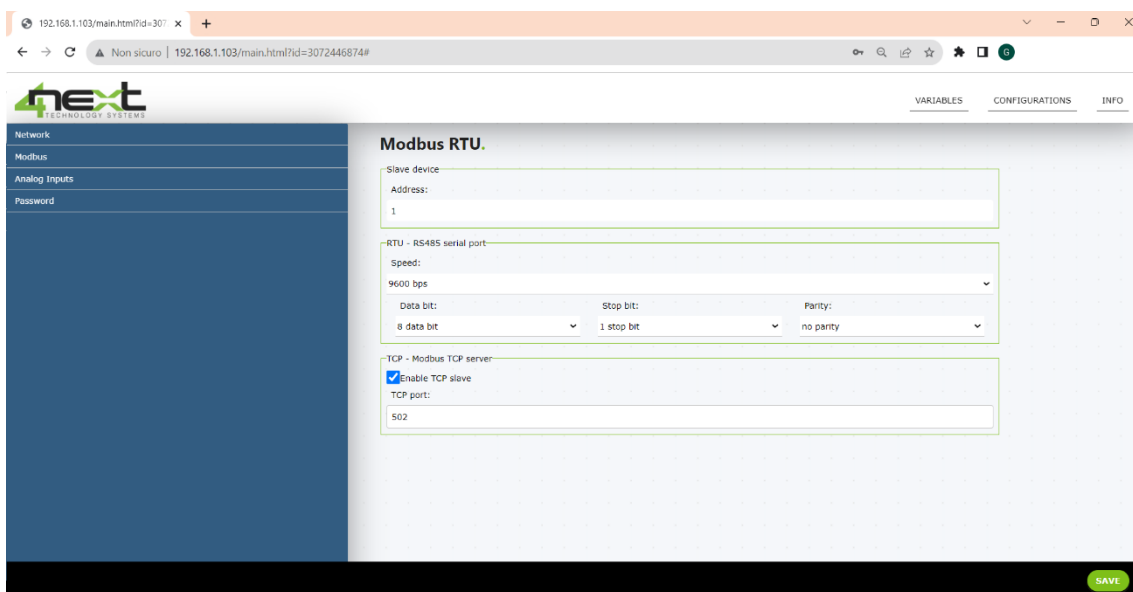 192.168.1.103/main.html?id=307
Non sicuro | 192.168.1.103/main.html?id=3072446874#
G
4next
TECHNOLOGY SYSTEMS
VARIABLES CONFIGURATIONS INFO
Network
Modbus
Analog Inputs
Password
Modbus RTU.
Slave device
Address:
1
RTU - RS485 serial port
Speed:
9600 bps
Data bit: Stop bit: Parity:
8 data bit 1 stop bit no parity
TCP - Modbus TCP server
Enable TCP slave
TCP port:
502
SAVE